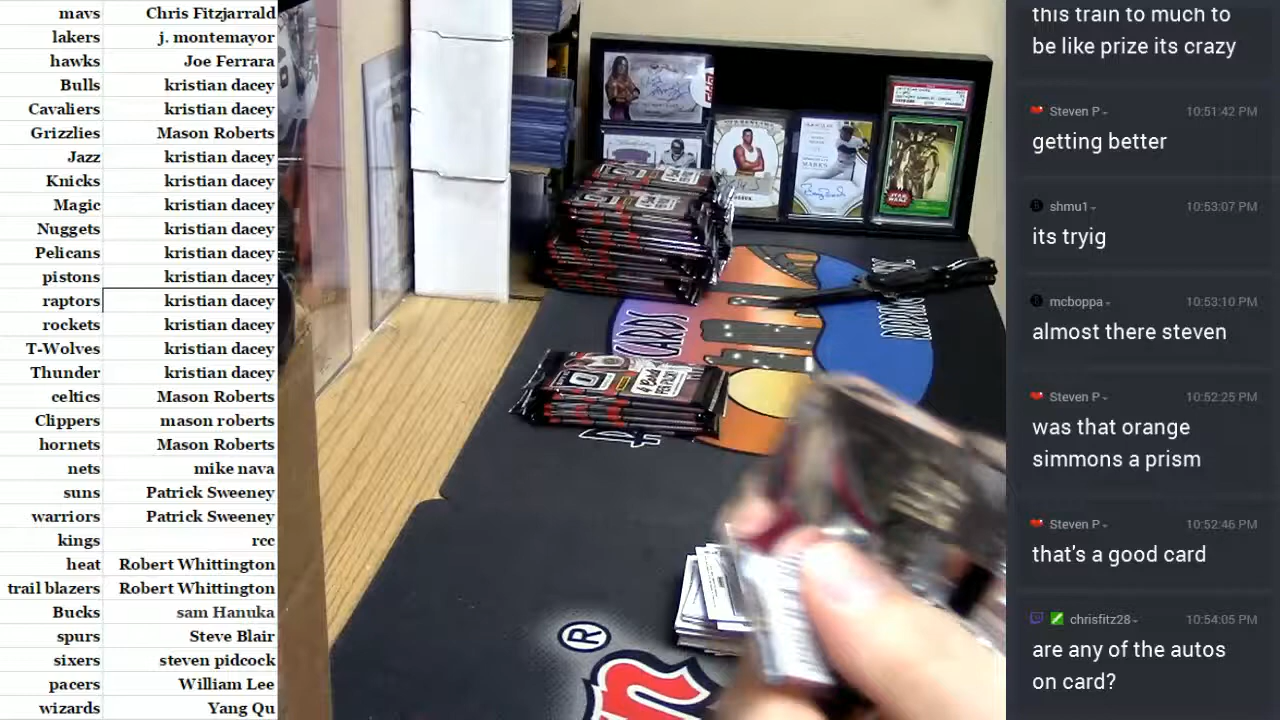 mavs Chris Fitzjarrald
lakers j. montemayor
hawks Joe Ferrara
Bulls kristian dacey
Cavaliers kristian dacey
Grizzlies Mason Roberts
Jazz kristian dacey
Knicks kristian dacey
Magic kristian dacey
Nuggets kristian dacey
Pelicans kristian dacey
pistons kristian dacey
raptors kristian dacey
rockets kristian dacey
T-Wolves kristian dacey
Thunder kristian dacey
celtics Mason Roberts
Clippers mason roberts
hornets Mason Roberts
nets mike nava
suns Patrick Sweeney
warriors Patrick Sweeney
kings rcc
heat Robert Whittington
trail blazers Robert Whittington
Bucks sam Hanuka
spurs Steve Blair
sixers steven pidcock
pacers William Lee
wizards Yang Qu
CARDS
4
®
STAR
WARS
this train to much to
be like prize its crazy
Steven P 10:51:42 PM
getting better
shmu1 10:53:07 PM
its tryig
mcboppa 10:53:10 PM
almost there steven
Steven P 10:52:25 PM
was that orange
simmons a prism
Steven P 10:52:46 PM
that's a good card
chrisfitz28 10:54:05 PM
are any of the autos
on card?